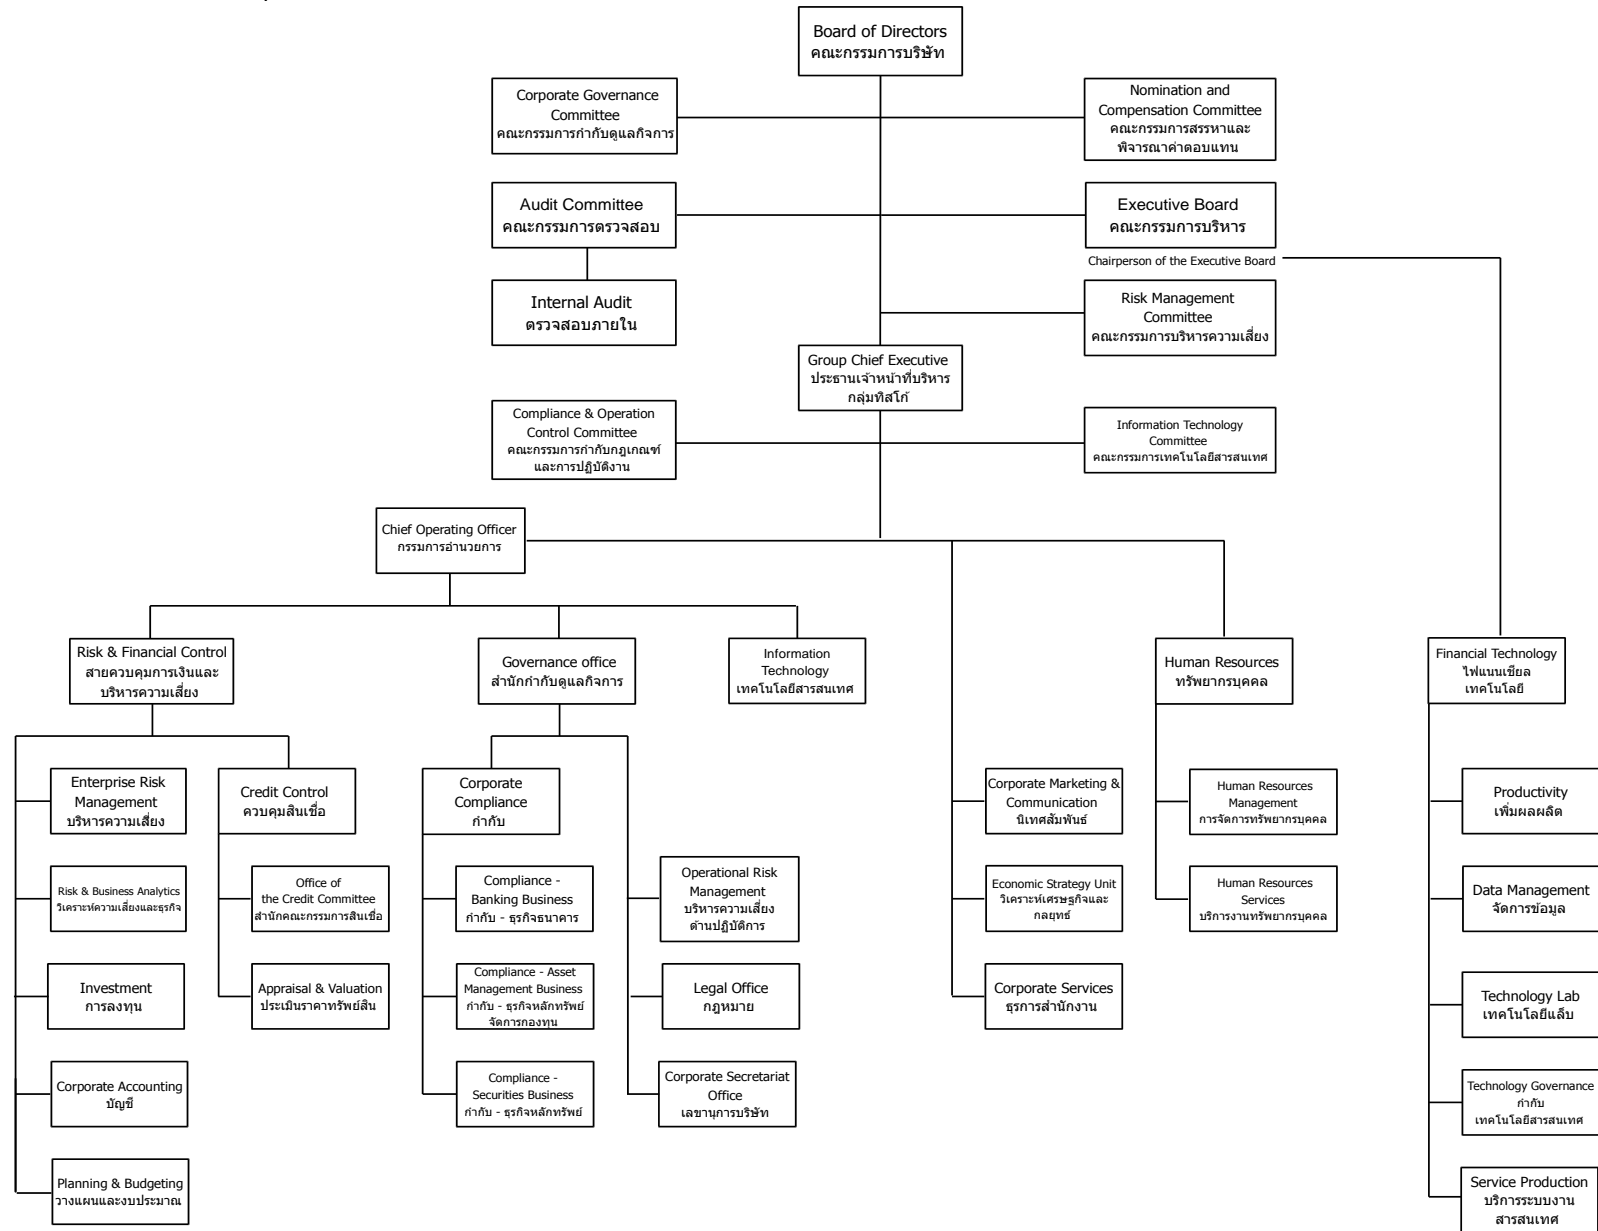 Board of Directors
คณะกรรมการบริษัท
Corporate Governance
Committee
คณะกรรมการกำกับดูแลกิจการ
Nomination and
Compensation Committee
คณะกรรมการสรรหาและ
พิจารณาค่าตอบแทน
Audit Committee
คณะกรรมการตรวจสอบ
Executive Board
คณะกรรมการบริหาร
Chairperson of the Executive Board
Internal Audit
ตรวจสอบภายใน
Risk Management
Committee
คณะกรรมการบริหารความเสี่ยง
Group Chief Executive
ประธานเจ้าหน้าที่บริหาร
กลุ่มทิสโก้
Compliance & Operation
Control Committee
คณะกรรมการกำกับกฎเกณฑ์
และการปฏิบัติงาน
Information Technology
Committee
คณะกรรมการเทคโนโลยีสารสนเทศ
Chief Operating Officer
กรรมการอำนวยการ
Risk & Financial Control
สายควบคุมการเงินและ
บริหารความเสี่ยง
Governance office
สำนักกำกับดูแลกิจการ
Information
Technology
เทคโนโลยีสารสนเทศ
Human Resources
ทรัพยากรบุคคล
Financial Technology
ไฟแนนเชียล
เทคโนโลยี
Enterprise Risk
Management
บริหารความเสี่ยง
Credit Control
ควบคุมสินเชื่อ
Corporate
Compliance
กำกับ
Corporate Marketing &
Communication
นิเทศสัมพันธ์
Human Resources
Management
การจัดการทรัพยากรบุคคล
Productivity
เพิ่มผลผลิต
Risk & Business Analytics
วิเคราะห์ความเสี่ยงและธุรกิจ
Office of
the Credit Committee
สำนักคณะกรรมการสินเชื่อ
Compliance -
Banking Business
กำกับ - ธุรกิจธนาคาร
Operational Risk
Management
บริหารความเสี่ยง
ด้านปฏิบัติการ
Economic Strategy Unit
วิเคราะห์เศรษฐกิจและ
กลยุทธ์
Human Resources
Services
บริการงานทรัพยากรบุคคล
Data Management
จัดการข้อมูล
Investment
การลงทุน
Appraisal & Valuation
ประเมินราคาทรัพย์สิน
Compliance - Asset
Management Business
กำกับ - ธุรกิจหลักทรัพย์
จัดการกองทุน
Legal Office
กฎหมาย
Corporate Services
ธุรการสำนักงาน
Technology Lab
เทคโนโลยีแล็บ
Corporate Accounting
บัญชี
Compliance -
Securities Business
กำกับ - ธุรกิจหลักทรัพย์
Corporate Secretariat
Office
เลขานุการบริษัท
Technology Governance
กำกับ
เทคโนโลยีสารสนเทศ
Planning & Budgeting
วางแผนและงบประมาณ
Service Production
บริการระบบงาน
สารสนเทศ